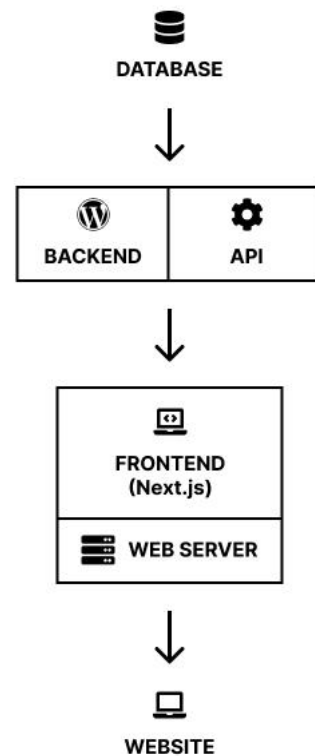 DATABASE
BACKEND
API
FRONTEND
(Next.js)
WEB SERVER
WEBSITE